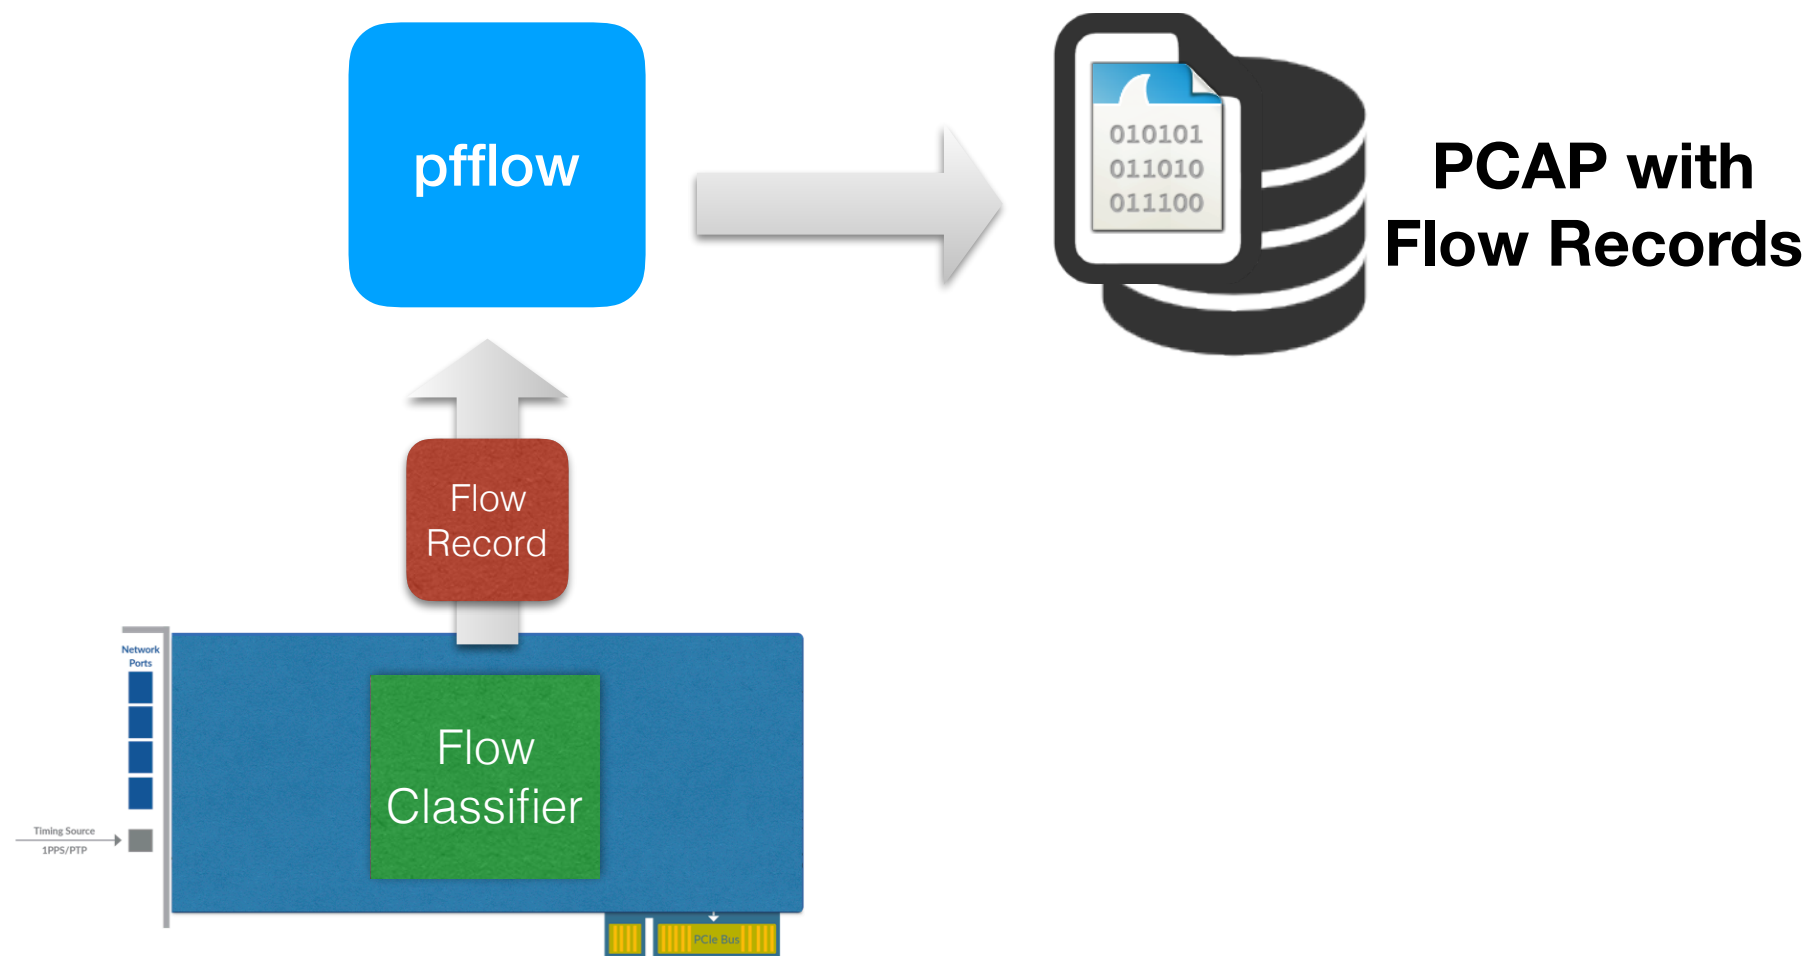 pfflow
010101
011010
011100
PCAP with
Flow Records
Flow
Record
Network
Ports
Flow
Classifier
Timing Source
1PPS/PTP
PCIe Bus